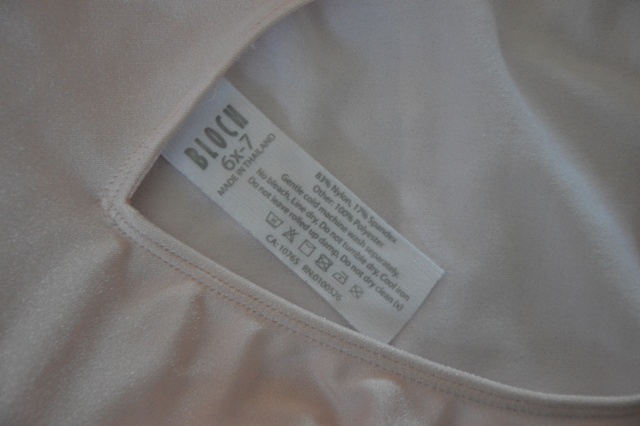 BLOCH
6X-7
MADE IN THAILAND
83% Nylon, 17% Spandex
Other: 100% Polyester
Gentle cold machine wash separately.
No bleach. Line dry. Do not tumble dry. Cool iron
Do not leave rolled up damp. Do not dry clean (x)
CA: 10765 RN:0100526